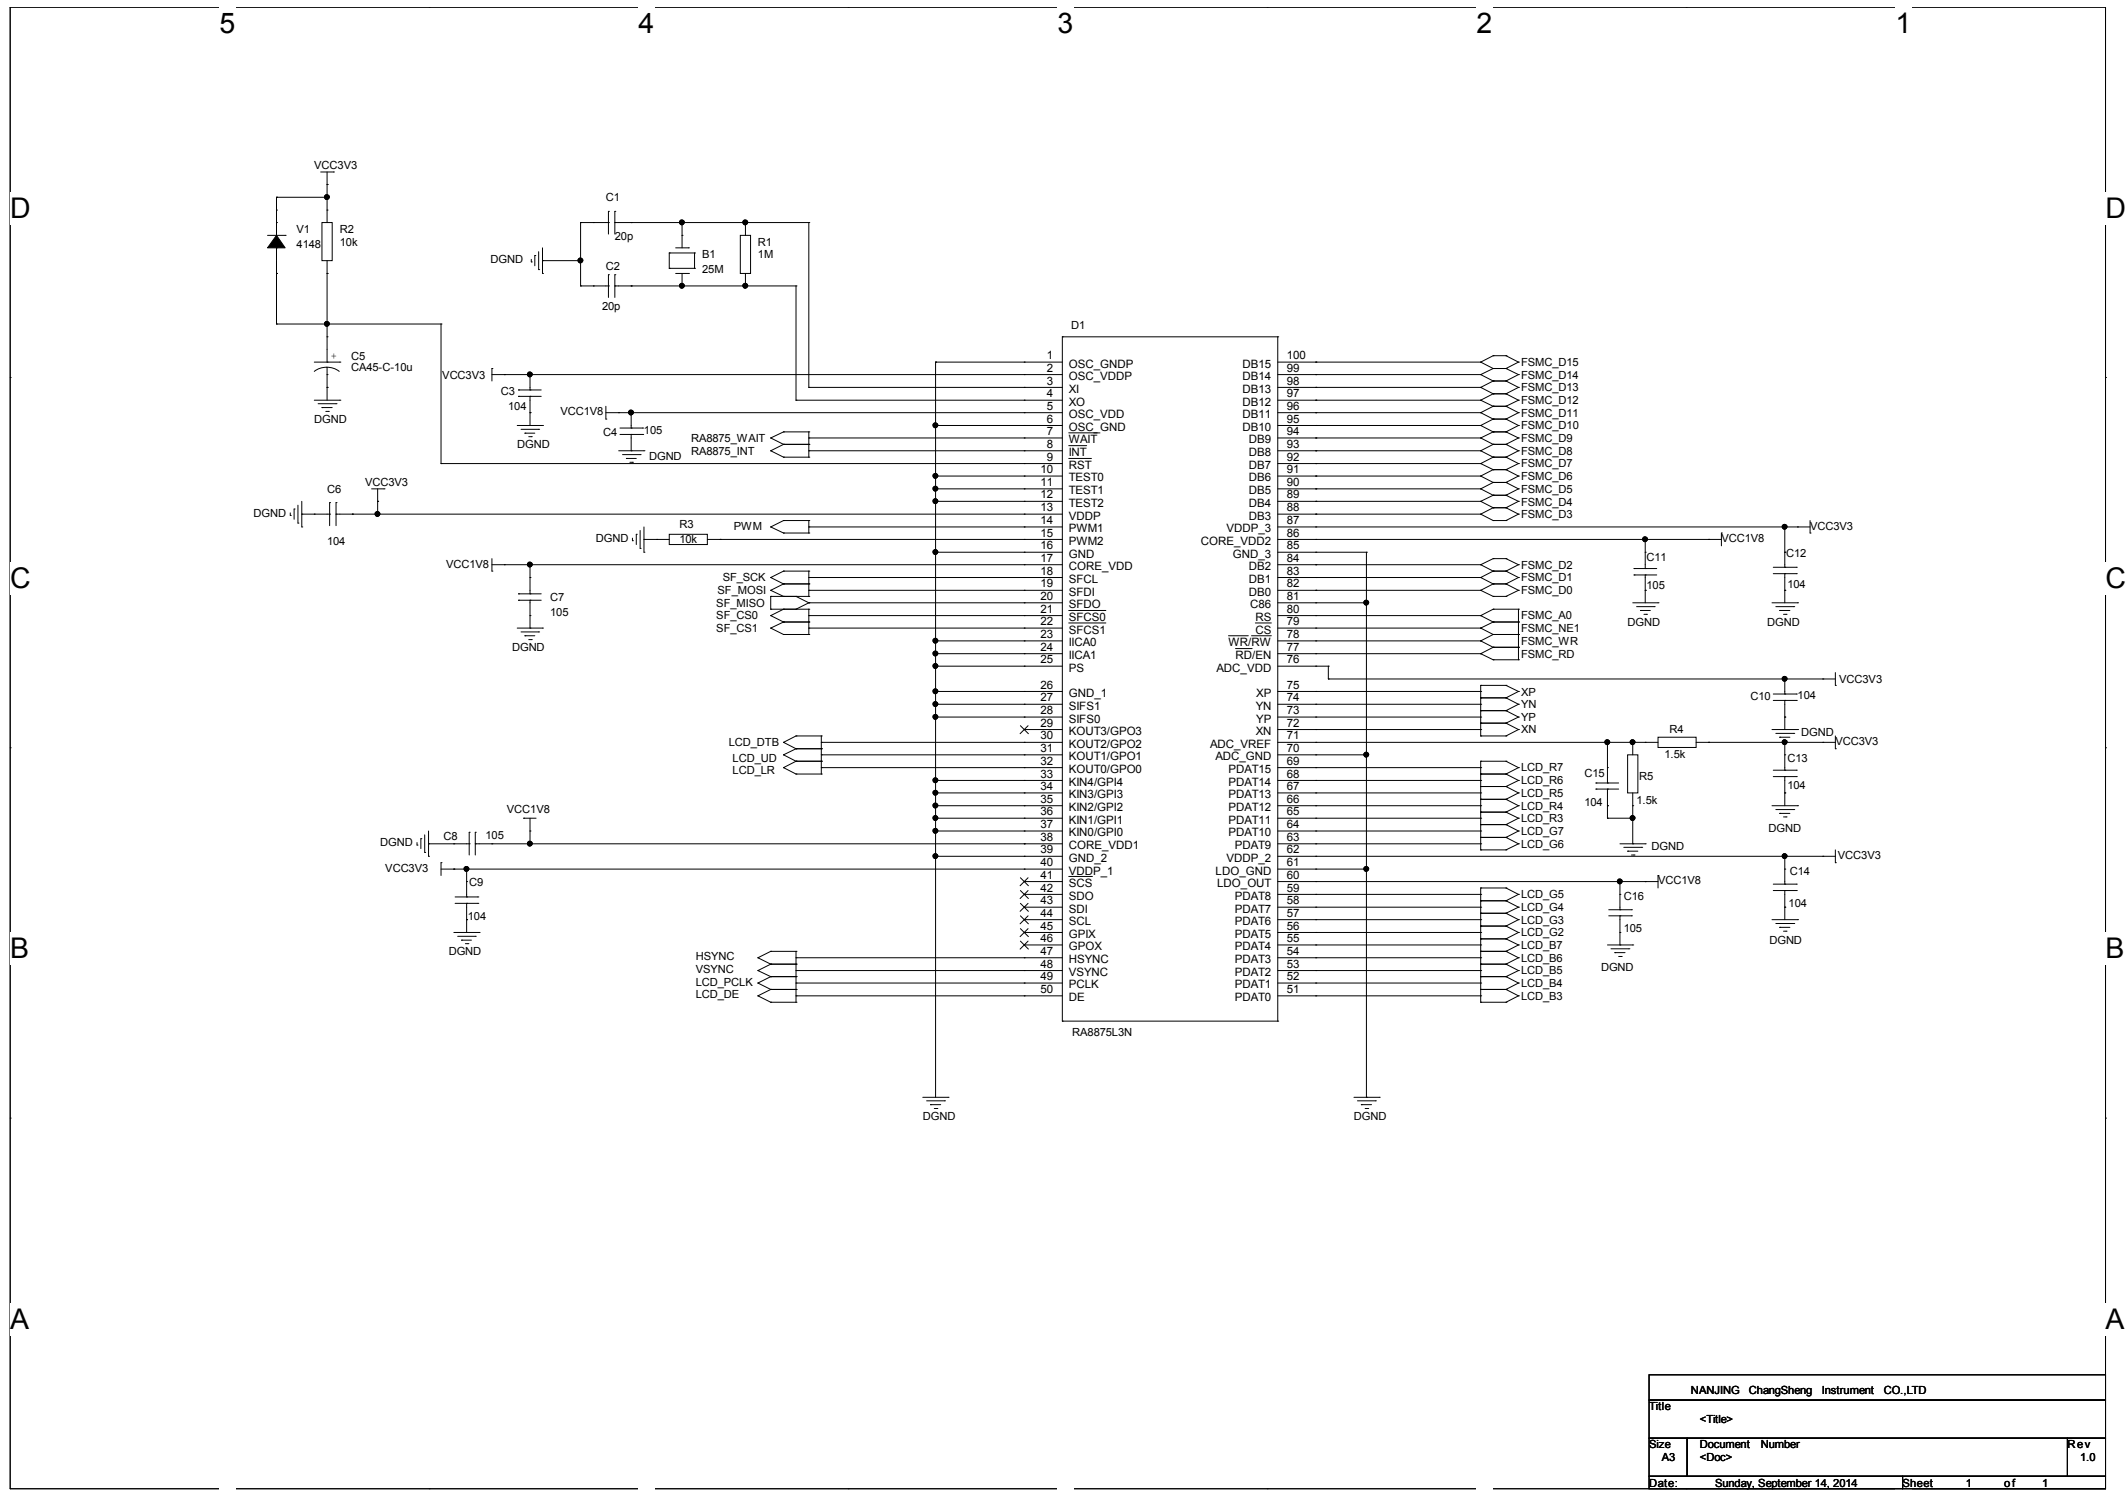 5 4 3 2 1
D D
C C
B B
A A
VCC3V3
V1
4148
R2
10k
C5
CA45-C-10u
+
DGND
C1
20p
DGND
C2
20p
B1
25M
R1
1M
VCC3V3
C3
104
DGND
VCC1V8
C4
105
DGND
RA8875_WAIT
RA8875_INT
C6
104
DGND
VCC3V3
PWM
DGND
R3
10k
VCC1V8
C7
105
DGND
SF_SCK
SF_MOSI
SF_MISO
SF_CS0
SF_CS1
LCD_DTB
LCD_UD
LCD_LR
VCC1V8
DGND
C8
105
VCC3V3
C9
104
DGND
HSYNC
VSYNC
LCD_PCLK
LCD_DE
DGND
D1
1 OSC_GNDP
2 OSC_VDDP
3 XI
4 XO
5 OSC_VDD
6 OSC_GND
7 WAIT
8 INT
9 RST
10 TEST0
11 TEST1
12 TEST2
13 VDDP
14 PWM1
15 PWM2
16 GND
17 CORE_VDD
18 SFCL
19 SFDI
20 SFDO
21 SFCS0
22 SFCS1
23 IICA0
24 IICA1
25 PS
26 GND_1
27 SIFS1
28 SIFS0
29 KOUT3/GPO3
30 KOUT2/GPO2
31 KOUT1/GPO1
32 KOUT0/GPO0
33 KIN4/GPI4
34 KIN3/GPI3
35 KIN2/GPI2
36 KIN1/GPI1
37 KIN0/GPI0
38 CORE_VDD1
39 GND_2
40 VDDP_1
41 SCS
42 SDO
43 SDI
44 SCL
45 GPIX
46 GPOX
47 HSYNC
48 VSYNC
49 PCLK
50 DE
RA8875L3N
DB15 100 FSMC_D15
DB14 99 FSMC_D14
DB13 98 FSMC_D13
DB12 97 FSMC_D12
DB11 96 FSMC_D11
DB10 95 FSMC_D10
DB9 94 FSMC_D9
DB8 93 FSMC_D8
DB7 92 FSMC_D7
DB6 91 FSMC_D6
DB5 90 FSMC_D5
DB4 89 FSMC_D4
DB3 88 FSMC_D3
VDDP_3 87 VCC3V3
CORE_VDD2 86 VCC1V8
GND_3 85
DB2 84 FSMC_D2
DB1 83 FSMC_D1
DB0 82 FSMC_D0
C86 81
RS 80 FSMC_A0
CS 79 FSMC_NE1
WR/RW 78 FSMC_WR
RD/EN 77 FSMC_RD
ADC_VDD 76 VCC3V3
XP 75 XP
YN 74 YN
YP 73 YP
XN 72 XN
ADC_VREF 71 VCC3V3
ADC_GND 70
PDAT15 69 LCD_R7
PDAT14 68 LCD_R6
PDAT13 67 LCD_R5
PDAT12 66 LCD_R4
PDAT11 65 LCD_R3
PDAT10 64 LCD_G7
PDAT9 63 LCD_G6
VDDP_2 62 VCC3V3
LDO_GND 61
LDO_OUT 60 VCC1V8
PDAT8 59 LCD_G5
PDAT7 58 LCD_G4
PDAT6 57 LCD_G3
PDAT5 56 LCD_G2
PDAT4 55 LCD_B7
PDAT3 54 LCD_B6
PDAT2 53 LCD_B5
PDAT1 52 LCD_B4
PDAT0 51 LCD_B3
DGND
C11
105
DGND
C12
104
DGND
C10
104
DGND
R4
1.5k
C15
104
R5
1.5k
DGND
C13
104
DGND
C14
104
DGND
C16
105
DGND
NANJING ChangSheng Instrument CO.,LTD
Title
<Title>
Size
A3
Document Number
<Doc>
Rev
1.0
Date: Sunday, September 14, 2014 Sheet 1 of 1